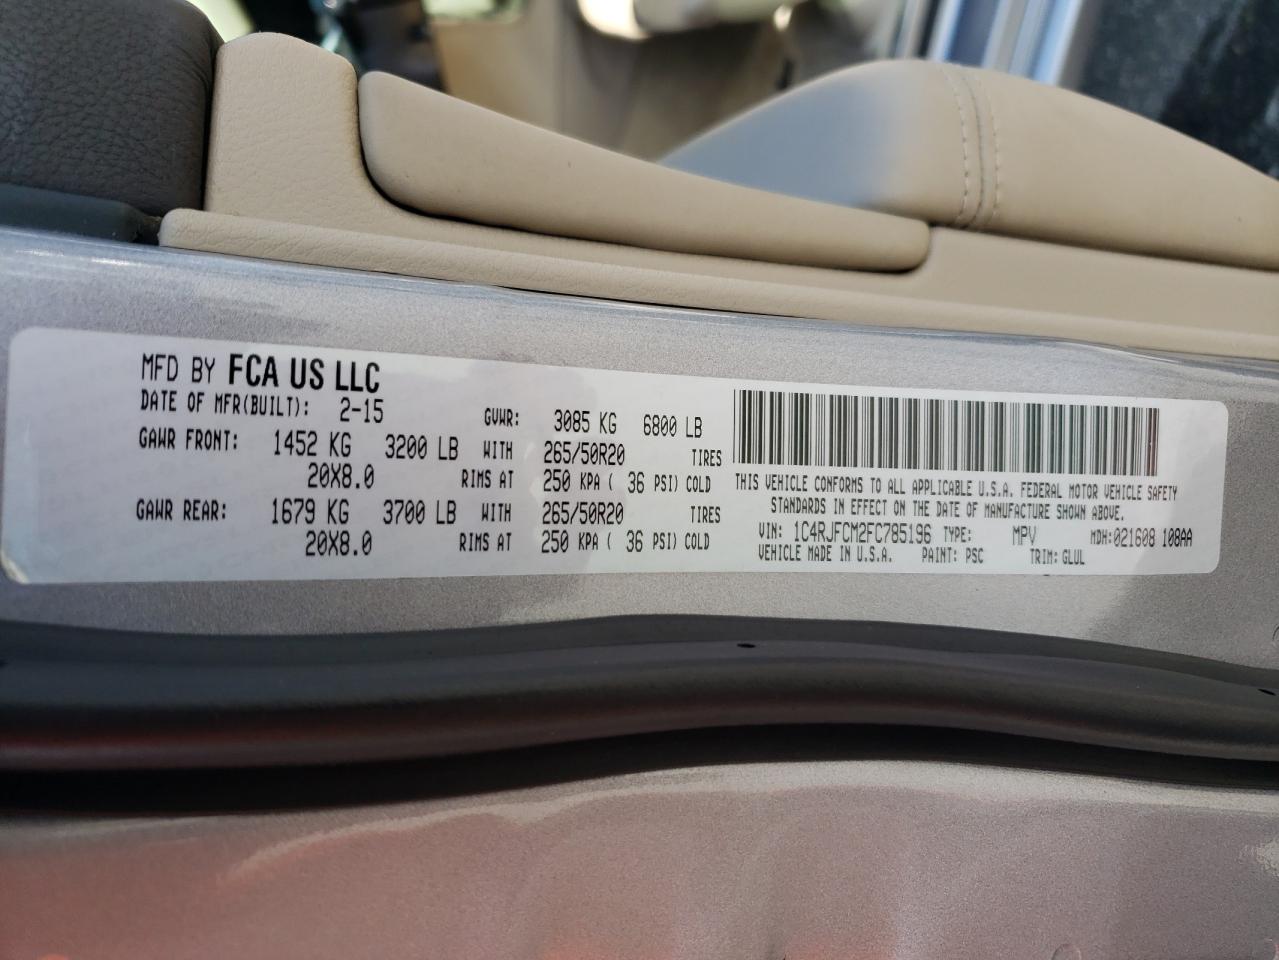 MFD BY FCA US LLC
DATE OF MFR(BUILT): 2-15 GVWR: 3085 KG 6800 LB
GAWR FRONT: 1452 KG 3200 LB WITH 265/50R20 TIRES
20X8.0 RIMS AT 250 KPA ( 36 PSI) COLD
GAWR REAR: 1679 KG 3700 LB WITH 265/50R20 TIRES
20X8.0 RIMS AT 250 KPA ( 36 PSI) COLD
THIS VEHICLE CONFORMS TO ALL APPLICABLE U.S.A. FEDERAL MOTOR VEHICLE SAFETY
STANDARDS IN EFFECT ON THE DATE OF MANUFACTURE SHOWN ABOVE.
VIN: 1C4RJFCM2FC785196 TYPE: MPV MDH:021608 108AA
VEHICLE MADE IN U.S.A. PAINT: PSC TRIM: GLUL